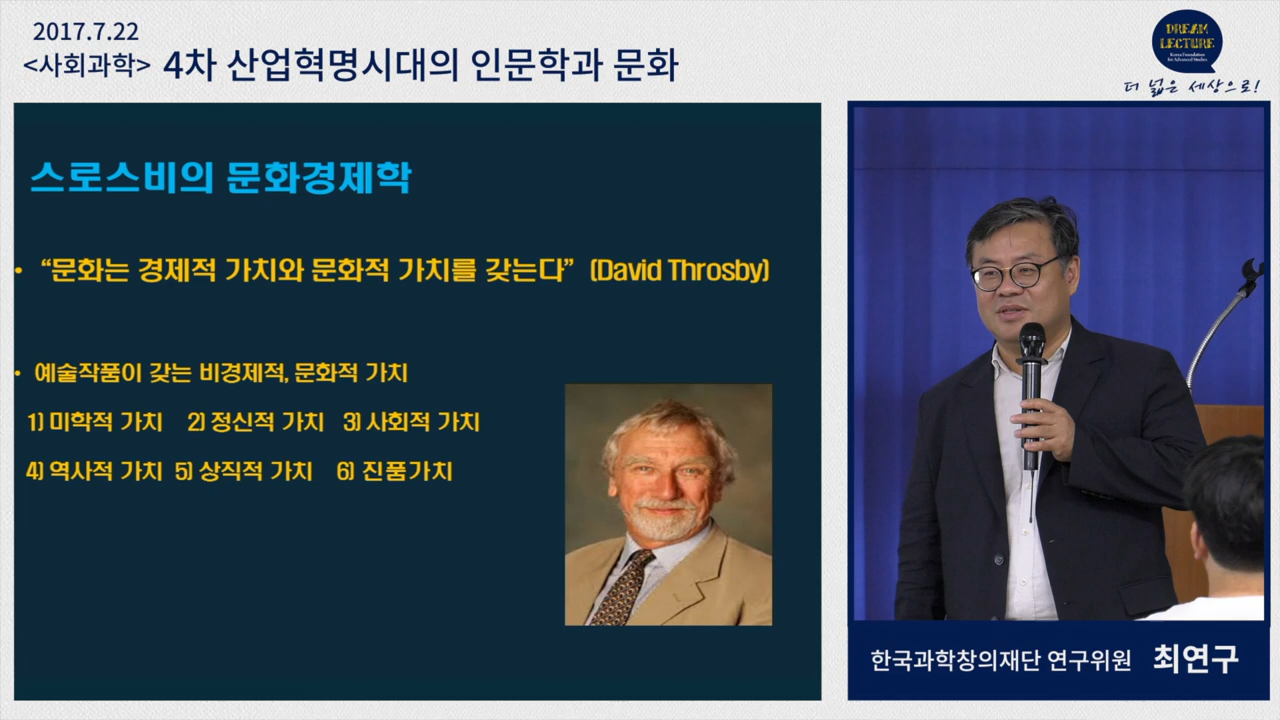 2017.7.22
<사회과학> 4차 산업혁명시대의 인문학과 문화
DREAM
LECTURE
Korea Foundation
for Advanced Studies
더 넓은 세상으로!
스로스비의 문화경제학
• “문화는 경제적 가치와 문화적 가치를 갖는다” (David Throsby)
• 예술작품이 갖는 비경제적, 문화적 가치
1) 미학적 가치 2) 정신적 가치 3) 사회적 가치
4) 역사적 가치 5) 상직적 가치 6) 진품가치
한국과학창의재단 연구위원 최연구